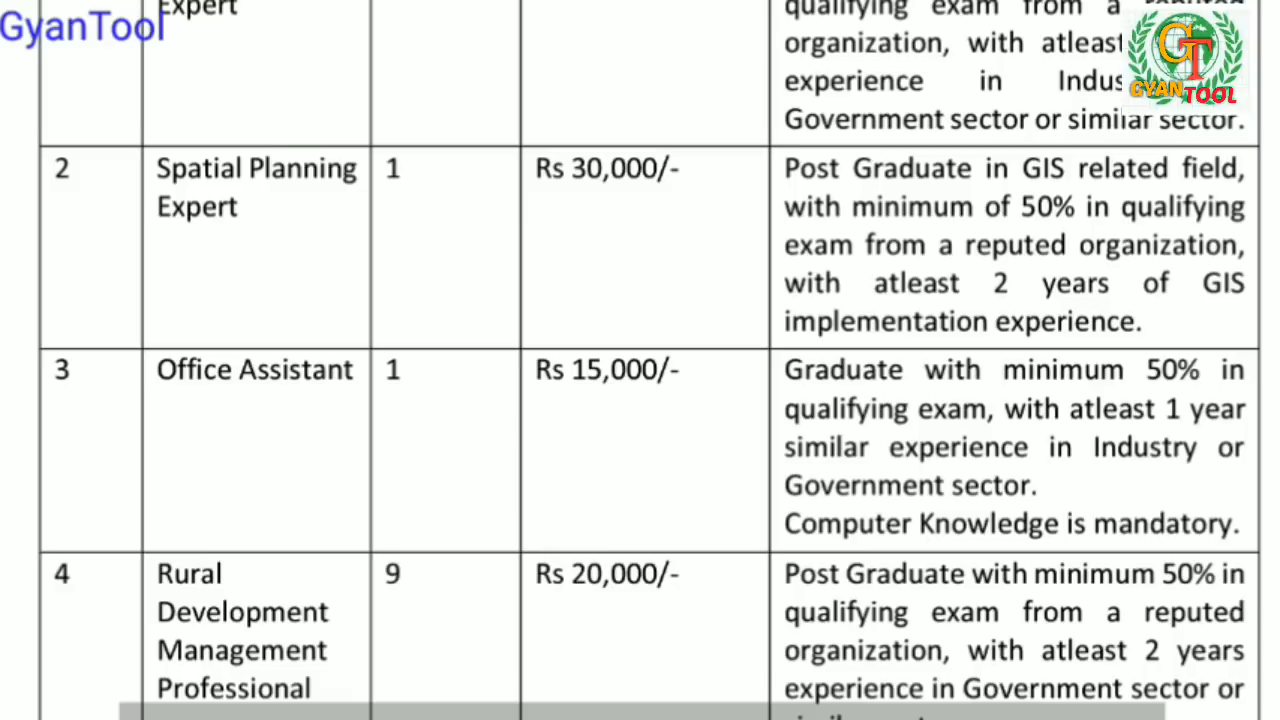 GyanTool
Expert
qualifying exam from a reputed
organization, with atleast
experience in Indus
Government sector or similar sector.
GT
GYAN TOOL
2
Spatial Planning
Expert
1
Rs 30,000/-
Post Graduate in GIS related field,
with minimum of 50% in qualifying
exam from a reputed organization,
with atleast 2 years of GIS
implementation experience.
3
Office Assistant
1
Rs 15,000/-
Graduate with minimum 50% in
qualifying exam, with atleast 1 year
similar experience in Industry or
Government sector.
Computer Knowledge is mandatory.
4
Rural
Development
Management
Professional
9
Rs 20,000/-
Post Graduate with minimum 50% in
qualifying exam from a reputed
organization, with atleast 2 years
experience in Government sector or